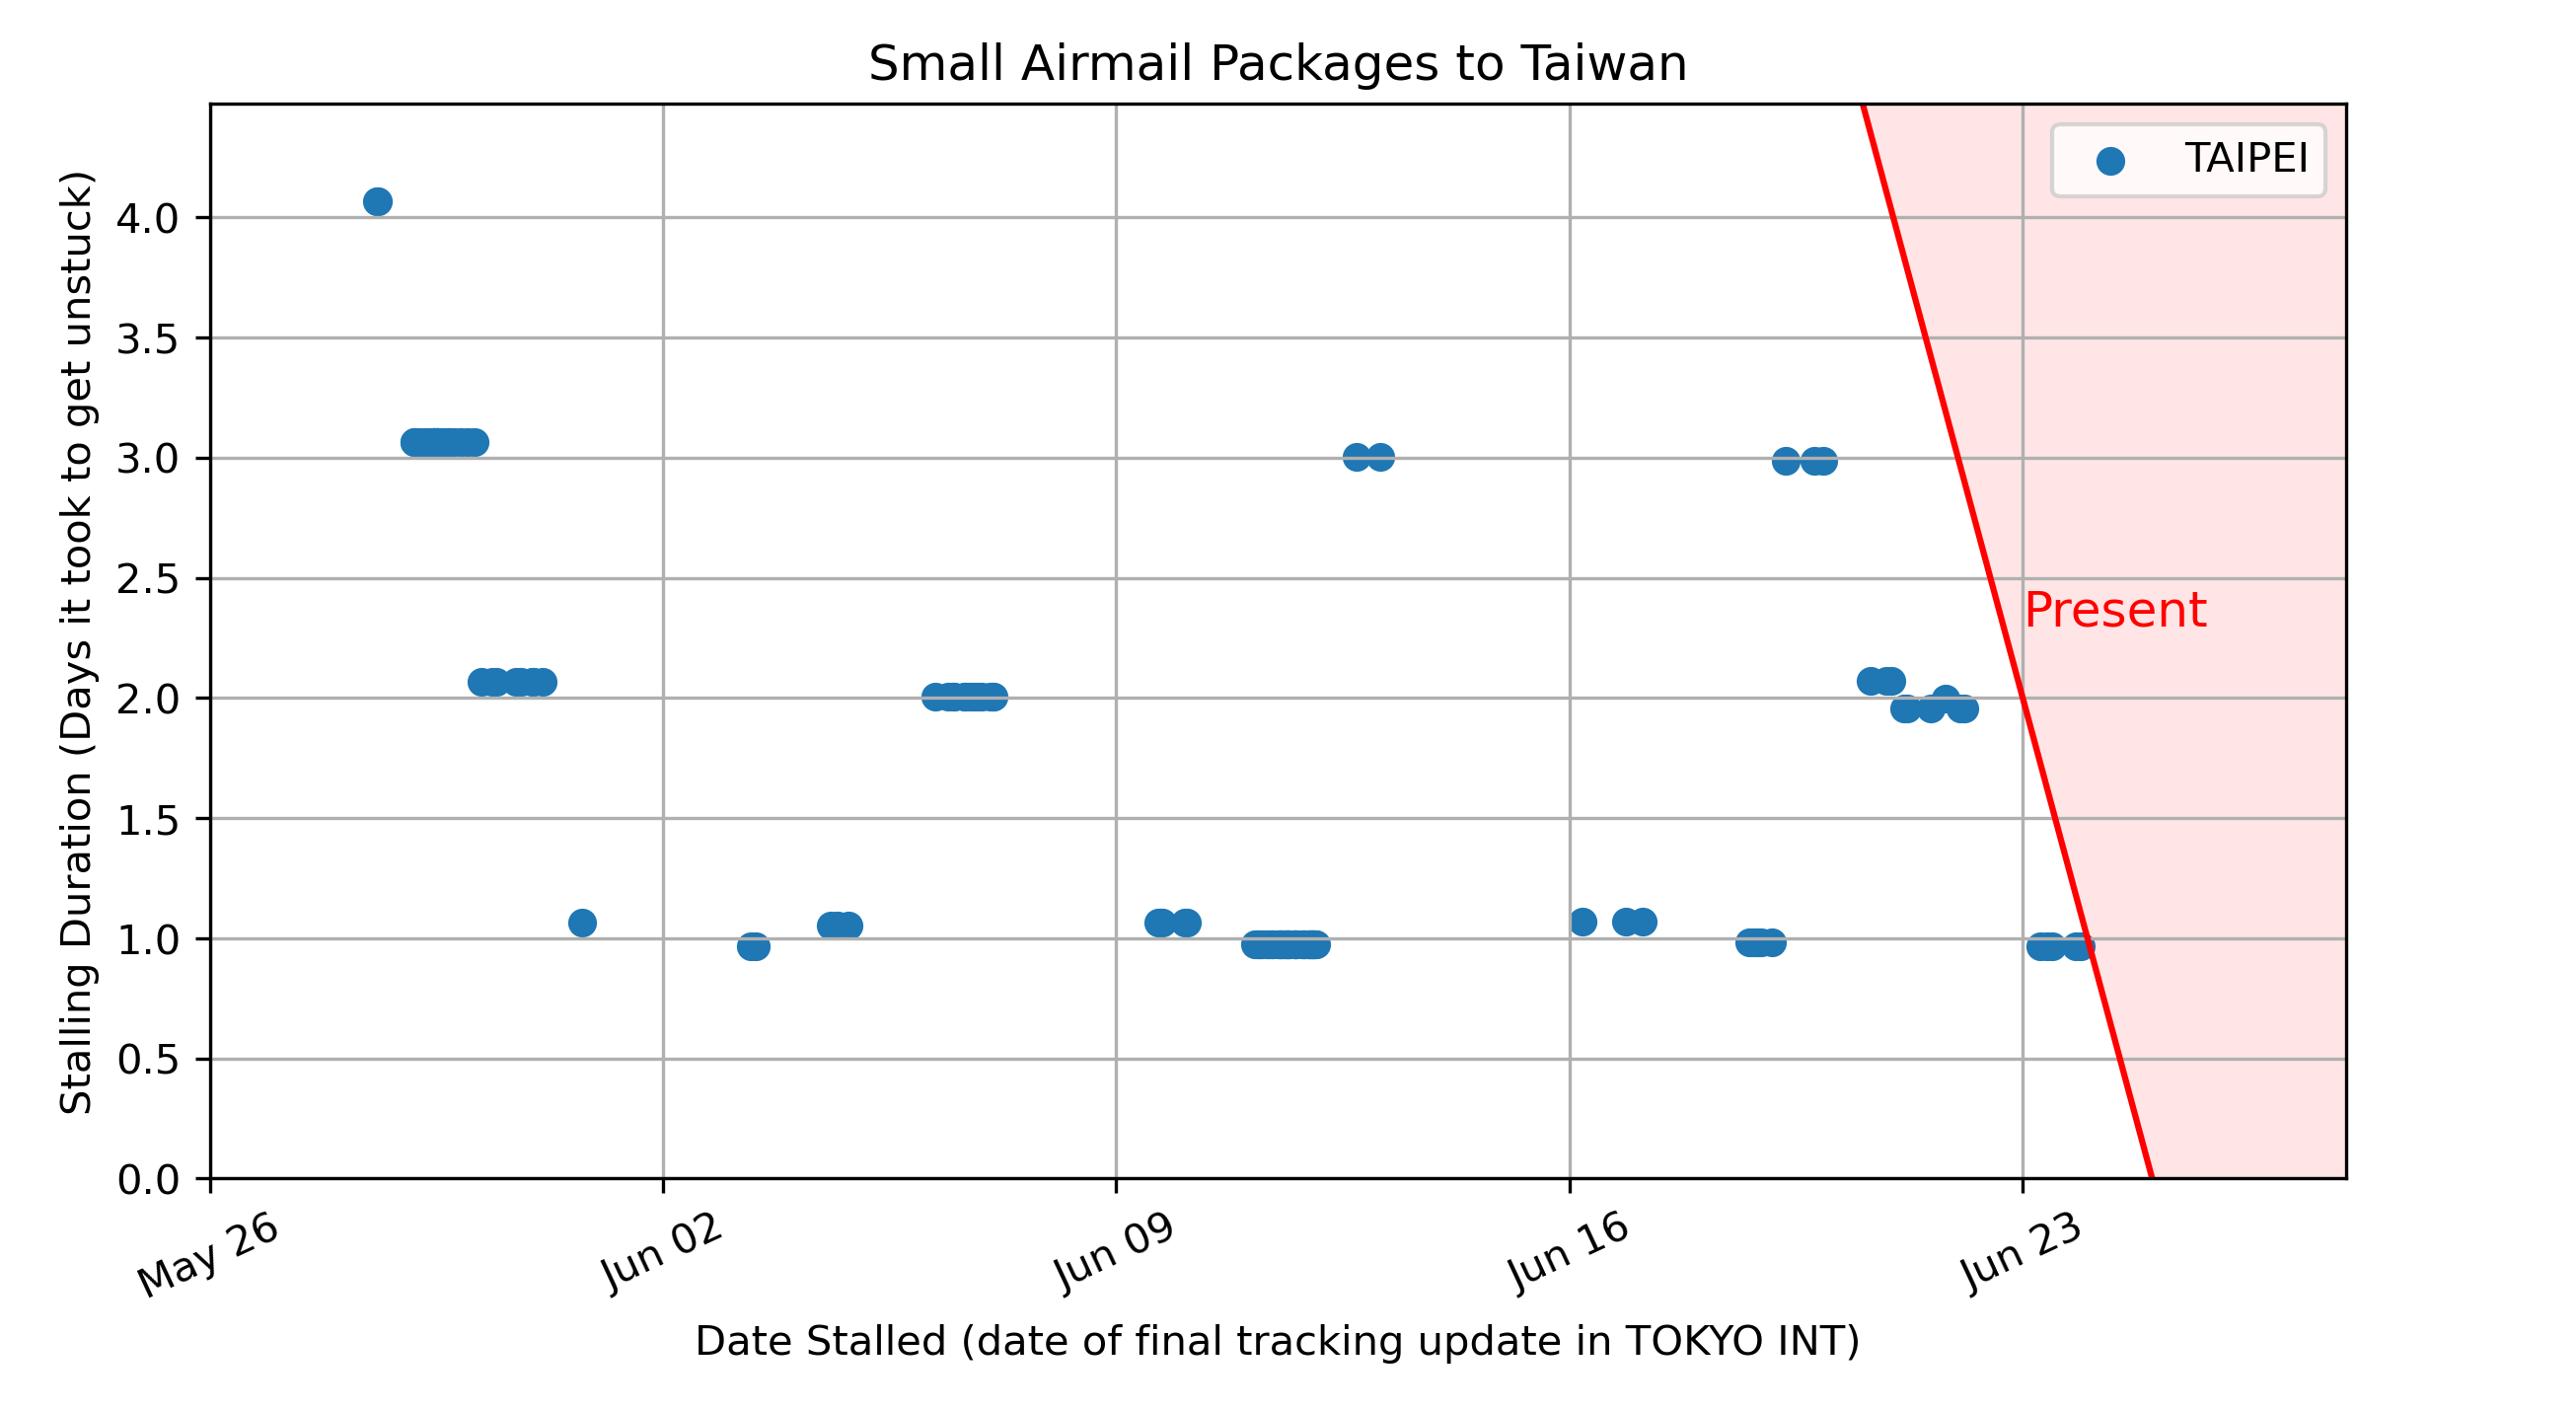 Small Airmail Packages to Taiwan
TAIPEI
Stalling Duration (Days it took to get unstuck)
4.0
3.5
3.0
2.5
2.0
1.5
1.0
0.5
0.0
Present
May 26
Jun 02
Jun 09
Jun 16
Jun 23
Date Stalled (date of final tracking update in TOKYO INT)